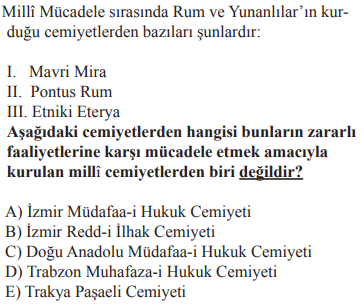 Millî Mücadele sırasında Rum ve Yunanlılar'ın kur-
duğu cemiyetlerden bazıları şunlardır:
I. Mavri Mira
II. Pontus Rum
III. Etniki Eterya
Aşağıdaki cemiyetlerden hangisi bunların zararlı
faaliyetlerine karşı mücadele etmek amacıyla
kurulan millî cemiyetlerden biri değildir?
A) İzmir Müdafaa-i Hukuk Cemiyeti
B) İzmir Redd-i İlhak Cemiyeti
C) Doğu Anadolu Müdafaa-i Hukuk Cemiyeti
D) Trabzon Muhafaza-i Hukuk Cemiyeti
E) Trakya Paşaeli Cemiyeti